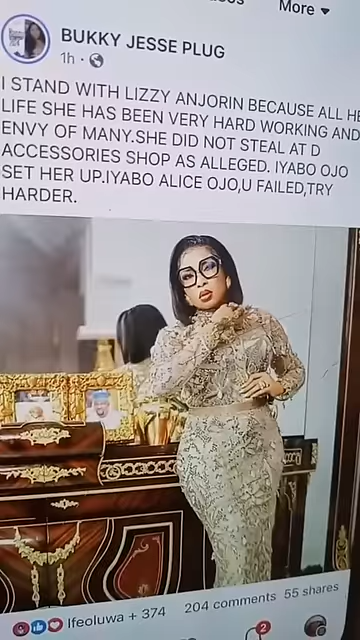 More
BUKKY JESSE PLUG
1h
I STAND WITH LIZZY ANJORIN BECAUSE ALL HE
LIFE SHE HAS BEEN VERY HARD WORKING AND
ENVY OF MANY.SHE DID NOT STEAL AT D
ACCESSORIES SHOP AS ALLEGED. IYABO OJO
SET HER UP.IYABO ALICE OJO,U FAILED,TRY
HARDER.
Ifeoluwa + 374 204 comments 55 shares
2